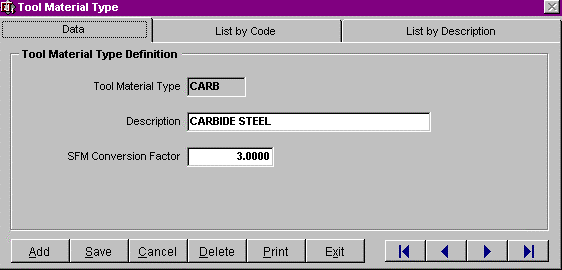 Tool Material Type
Data List by Code List by Description
Tool Material Type Definition
Tool Material Type CARB
Description CARBIDE STEEL
SFM Conversion Factor 3.0000
Add Save Cancel Delete Print Exit